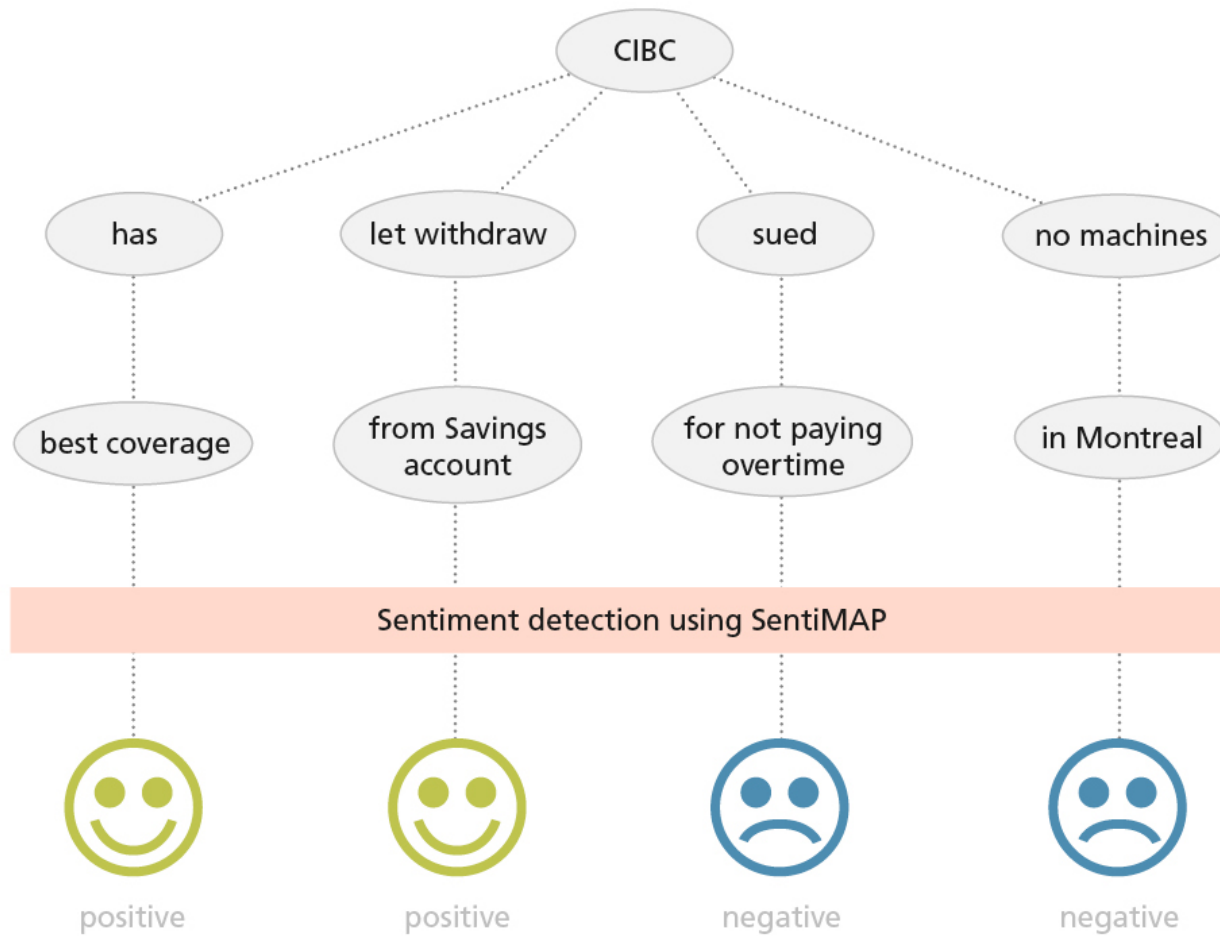 CIBC
has
let withdraw
sued
no machines
best coverage
from Savings
account
for not paying
overtime
in Montreal
Sentiment detection using SentiMAP
positive
positive
negative
negative